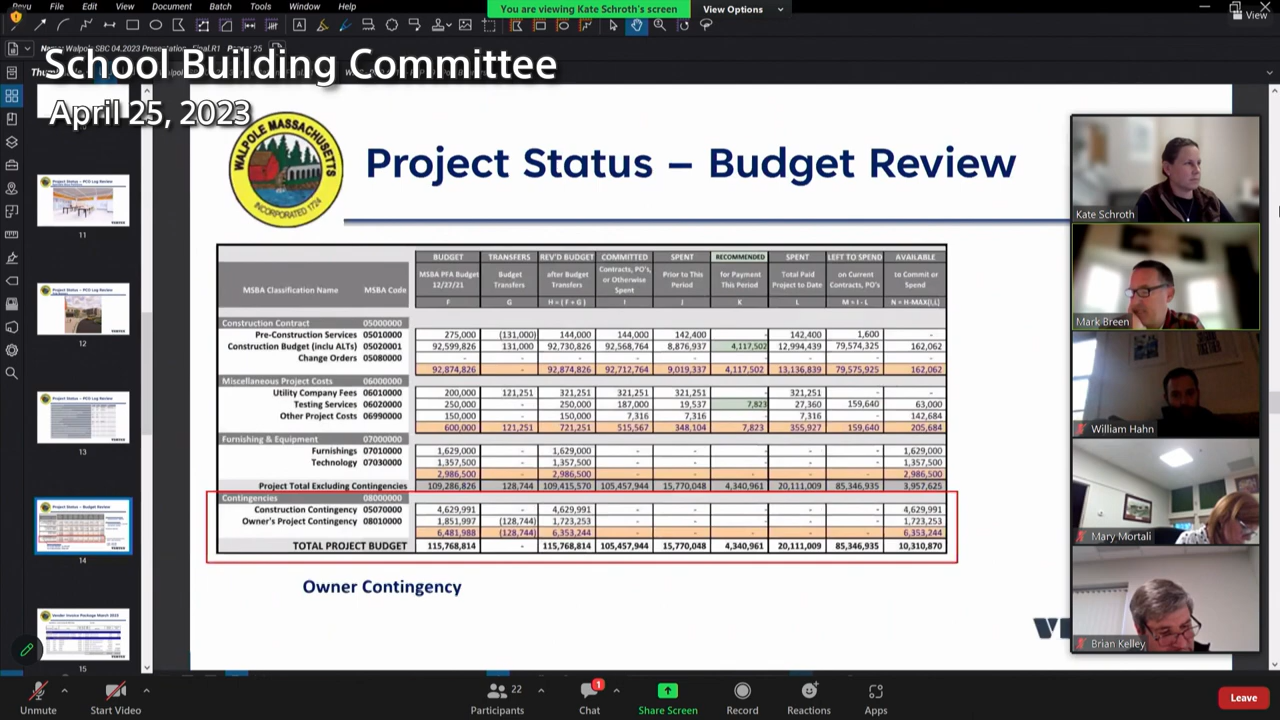 Revu File Edit View Document Batch Tools Window Help
You are viewing Kate Schroth's screen
View Options
View
School Building Committee
April 25, 2023
WALPOLE MASSACHUSETTS
INCORPORATED 1724
Project Status – Budget Review
MSBA Classification Name MSBA Code
BUDGET TRANSFERS REV'D BUDGET COMMITTED SPENT RECOMMENDED SPENT LEFT TO SPEND AVAILABLE
MSBA PFA Budget 12/27/21 Budget Transfers after Budget Transfers Contracts, PO's, or Otherwise Spent Prior to This Period for Payment This Period Total Paid Project to Date on Current Contracts, PO's to Commit or Spend
F G H = ( F + G ) I J K L M = I - L N = H-MAX(I,L)
Construction Contract 05000000
Pre-Construction Services 05010000 275,000 (131,000) 144,000 144,000 142,400 - 142,400 1,600 -
Construction Budget (inclu ALTs) 05020001 92,599,826 131,000 92,730,826 92,568,764 8,876,937 4,117,502 12,994,439 79,574,325 162,062
Change Orders 05080000 - - - - - - - - -
92,874,826 - 92,874,826 92,712,764 9,019,337 4,117,502 13,136,839 79,575,925 162,062
Miscellaneous Project Costs 06000000
Utility Company Fees 06010000 200,000 121,251 321,251 321,251 321,251 321,251 - -
Testing Services 06020000 250,000 - 250,000 187,000 19,537 7,823 27,360 159,640 63,000
Other Project Costs 06990000 150,000 - 150,000 7,316 7,316 7,316 - 142,684
600,000 121,251 721,251 515,567 348,104 7,823 355,927 159,640 205,684
Furnishing & Equipment 07000000
Furnishings 07010000 1,629,000 - 1,629,000 - - - - - 1,629,000
Technology 07030000 1,357,500 - 1,357,500 - - - - - 1,357,500
2,986,500 - 2,986,500 - - - - - 2,986,500
Project Total Excluding Contingencies 109,286,826 128,744 109,415,570 105,457,944 15,770,048 4,340,961 20,111,009 85,346,935 3,957,625
Contingencies 08000000
Construction Contingency 05070000 4,629,991 4,629,991 - - - - - 4,629,991
Owner's Project Contingency 08010000 1,851,997 (128,744) 1,723,253 - - - - - 1,723,253
6,481,988 (128,744) 6,353,244 - - - - - 6,353,244
TOTAL PROJECT BUDGET 115,768,814 - 115,768,814 105,457,944 15,770,048 4,340,961 20,111,009 85,346,935 10,310,870
Owner Contingency
Kate Schroth
Mark Breen
William Hahn
Mary Mortali
Brian Kelley
11
12
13
14
15
Unmute
Start Video
22
Participants
1
Chat
Share Screen
Record
Reactions
Apps
Leave